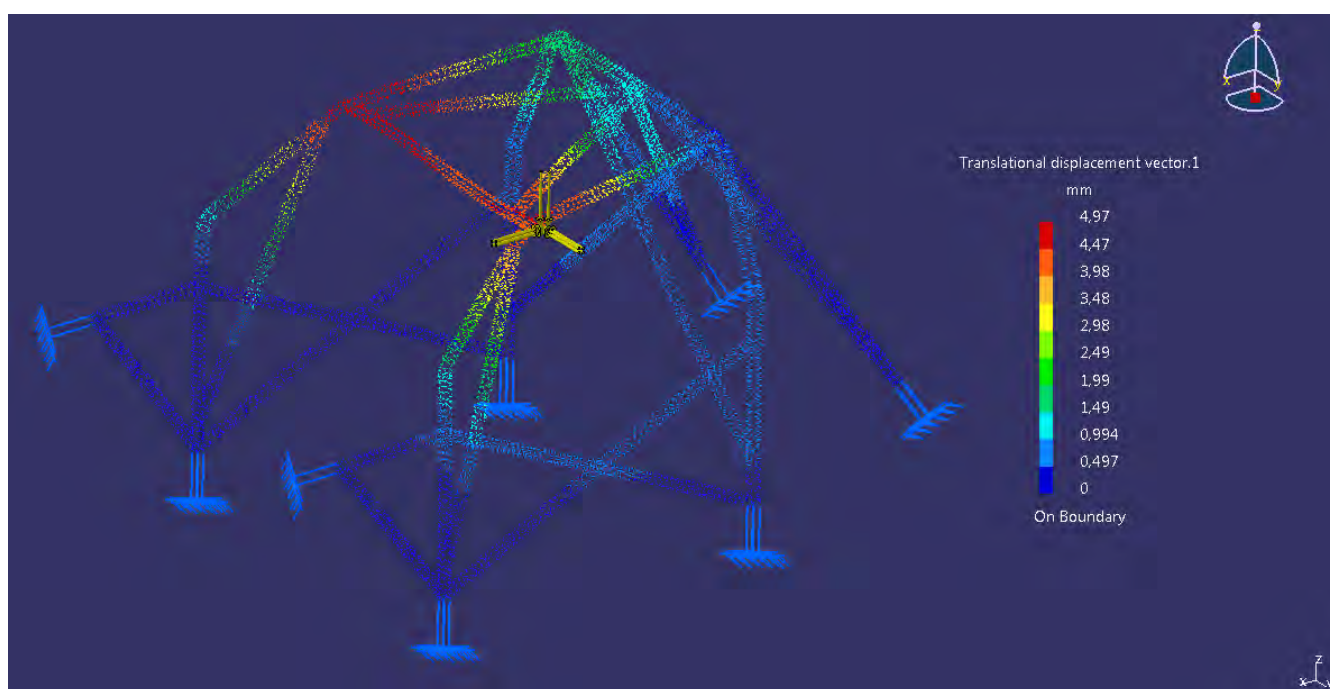 Translational displacement vector.1
mm
4,97
4,47
3,98
3,48
2,98
2,49
1,99
1,49
0,994
0,497
0
On Boundary
z
x